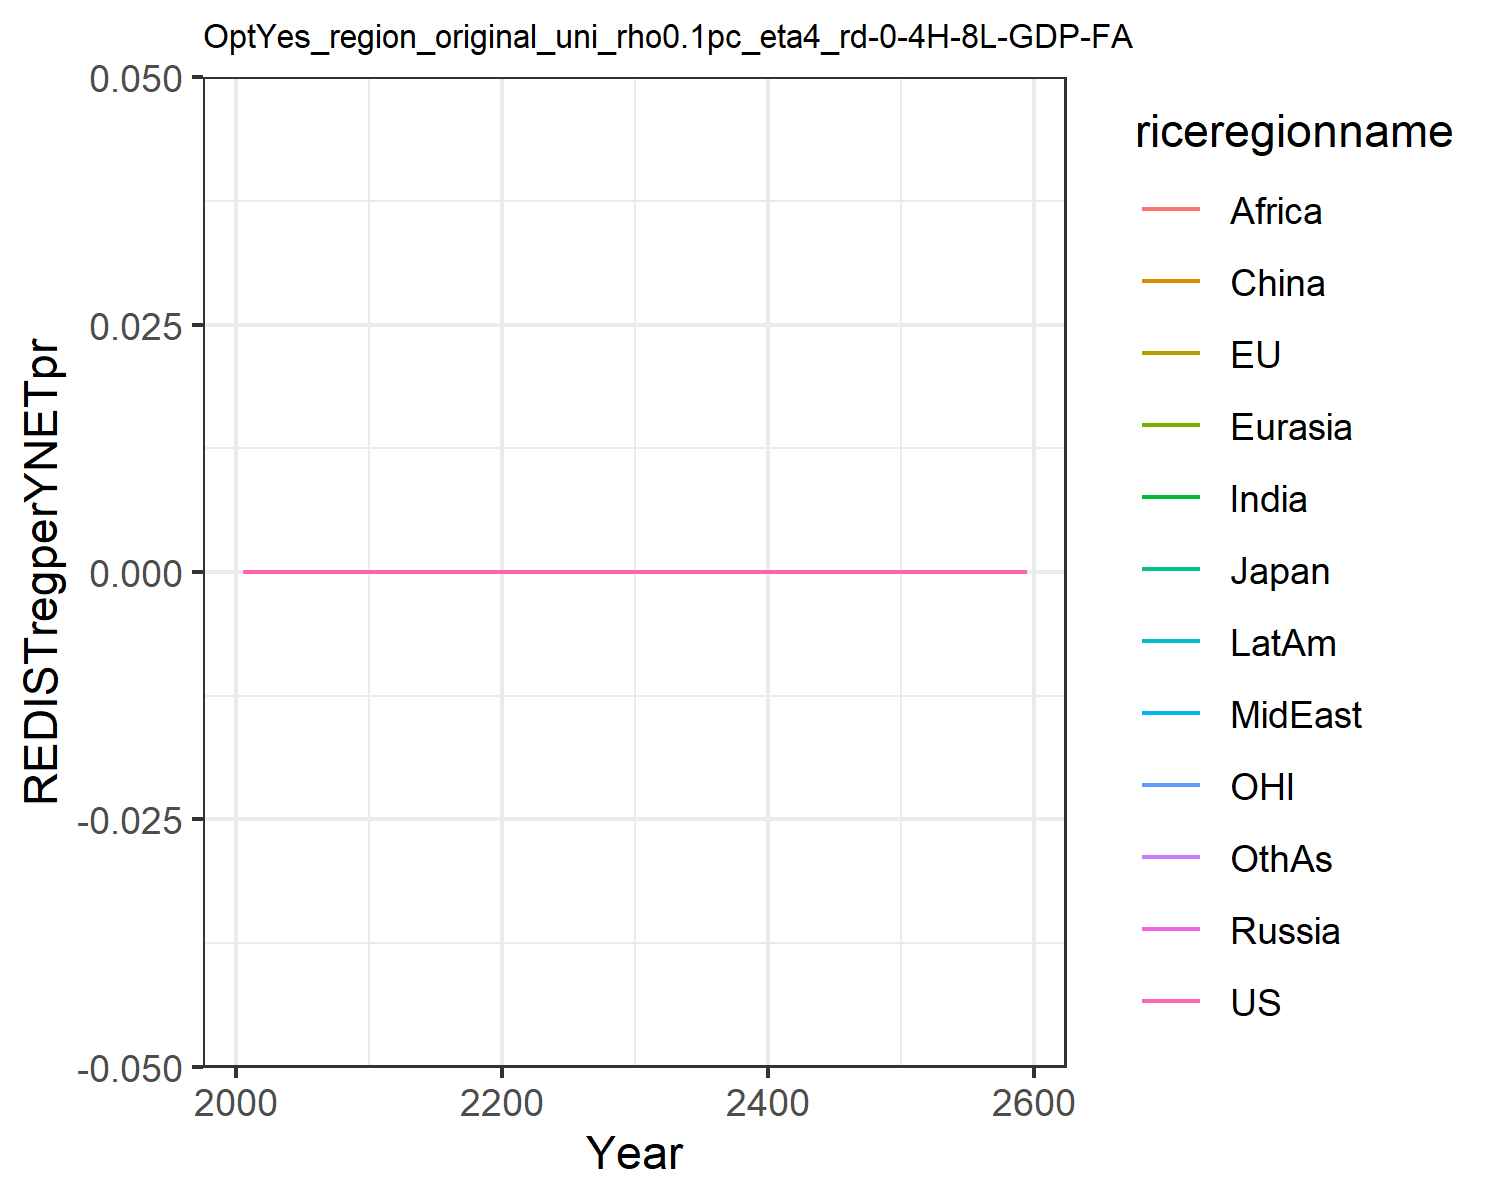 OptYes_region_original_uni_rho0.1pc_eta4_rd-0-4H-8L-GDP-FA
REDISTregperYNETpr
0.050
0.025
0.000
-0.025
-0.050
2000
2200
2400
2600
Year
riceregionname
Africa
China
EU
Eurasia
India
Japan
LatAm
MidEast
OHI
OthAs
Russia
US